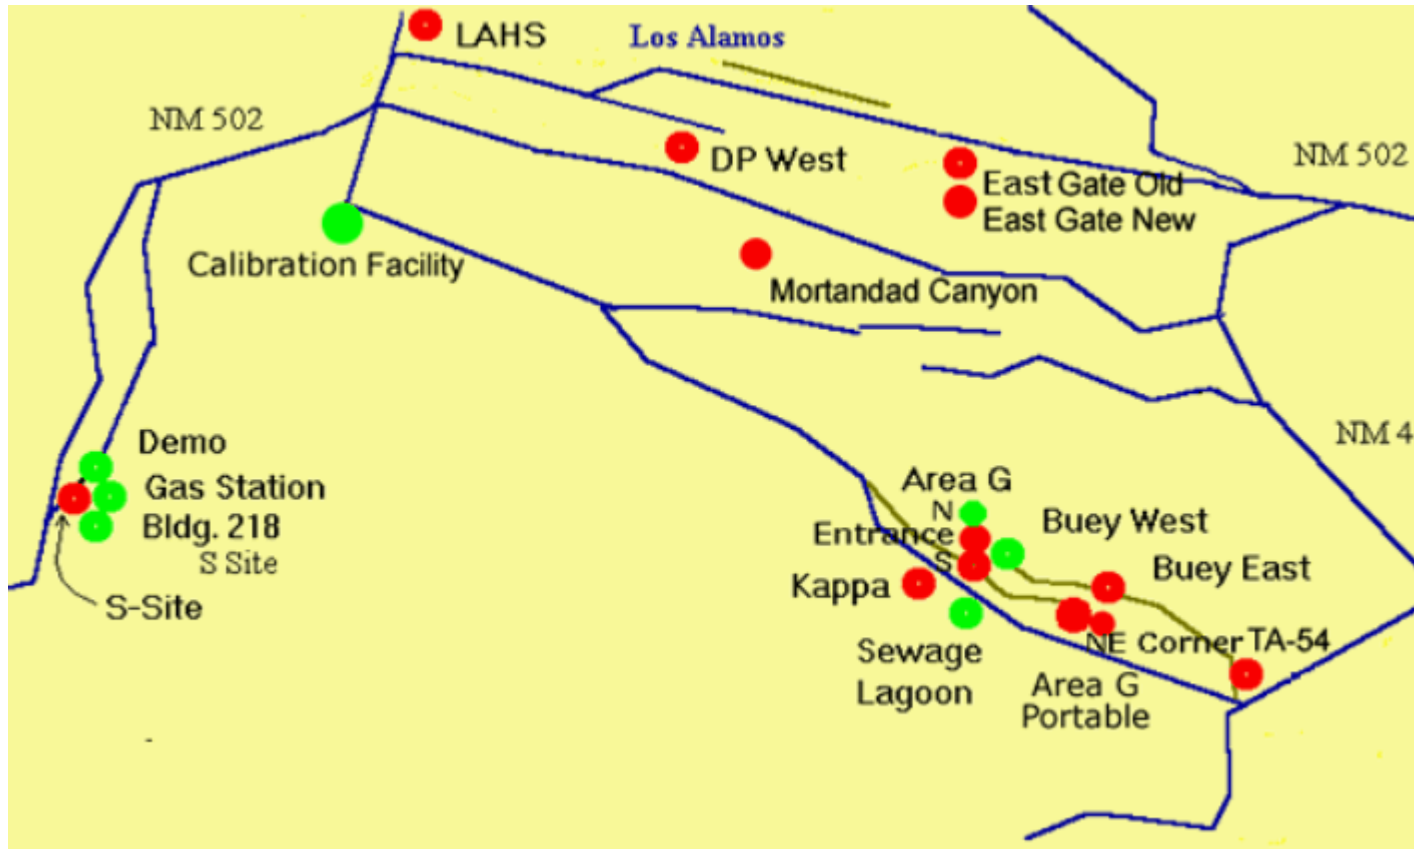 LAHS
Los Alamos
NM 502
DP West
NM 502
East Gate Old
East Gate New
Calibration Facility
Mortandad Canyon
NM 4
Demo
Gas Station
Bldg. 218
S Site
S-Site
Area G
N
Entrance
S
Buey West
Buey East
Kappa
Sewage
Lagoon
NE Corner
TA-54
Area G
Portable